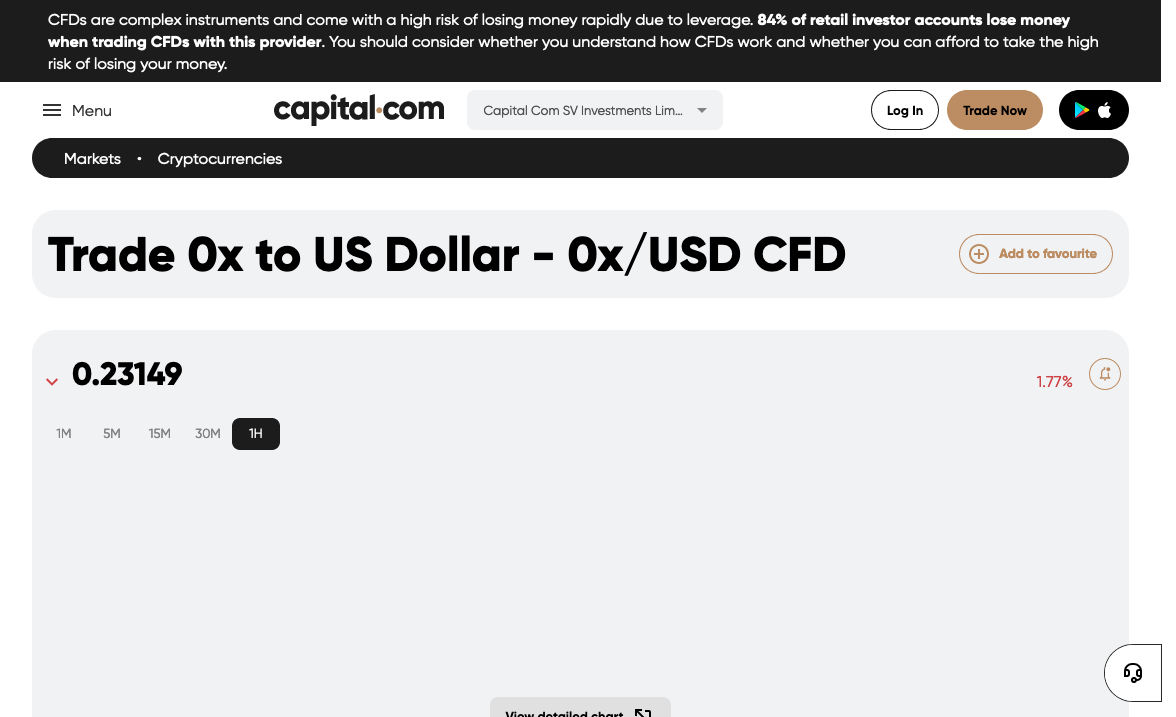 CFDs are complex instruments and come with a high risk of losing money rapidly due to leverage. 84% of retail investor accounts lose money
when trading CFDs with this provider. You should consider whether you understand how CFDs work and whether you can afford to take the high
risk of losing your money.
Menu
capital.com
Capital Com SV Investments Lim...
Log In
Trade Now
Markets • Cryptocurrencies
Trade 0x to US Dollar - 0x/USD CFD
Add to favourite
0.23149
1.77%
1M 5M 15M 30M 1H
View detailed chart